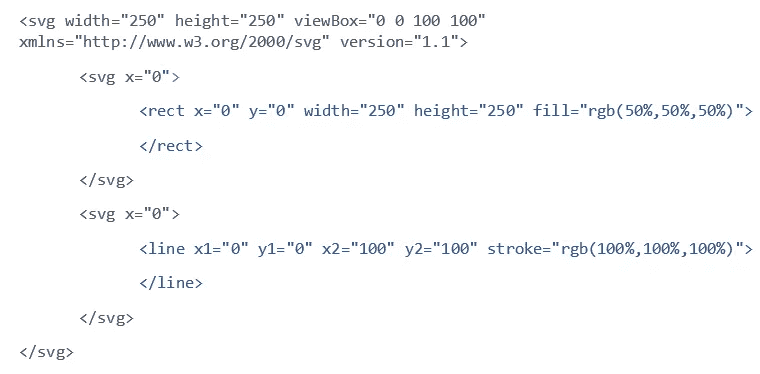 <svg width="250" height="250" viewBox="0 0 100 100"
xmlns="http://www.w3.org/2000/svg" version="1.1">
<svg x="0">
<rect x="0" y="0" width="250" height="250" fill="rgb(50%,50%,50%)">
</rect>
</svg>
<svg x="0">
<line x1="0" y1="0" x2="100" y2="100" stroke="rgb(100%,100%,100%)">
</line>
</svg>
</svg>